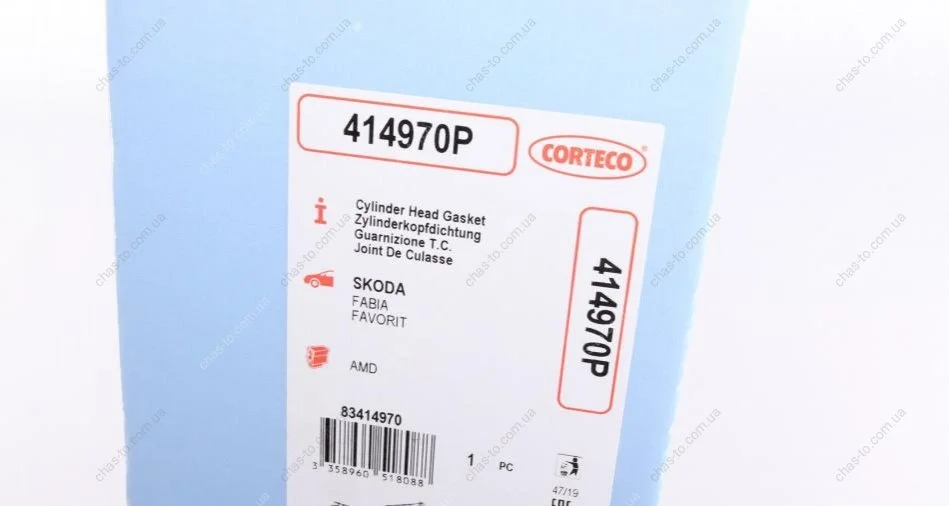 414970P
CORTECO
Cylinder Head Gasket
Zylinderkopfdichtung
Guarnizione T.C.
Joint De Culasse
SKODA
FABIA
FAVORIT
AMD
83414970
3 358960 518088
1 PC
47/19
EAC
414970P
chas-to.com.ua